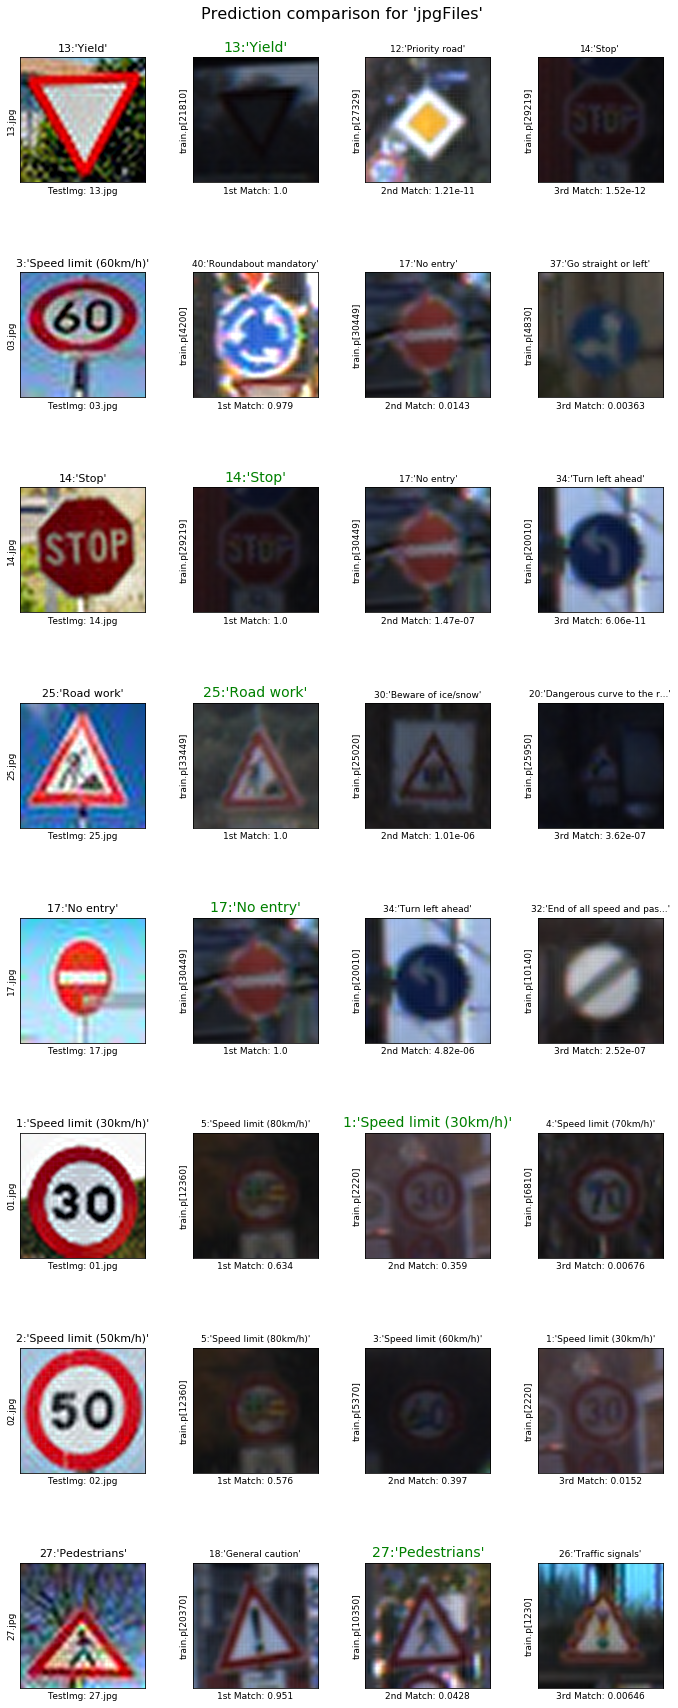 Prediction comparison for 'jpgFiles'
13:'Yield' 13:'Yield' 12:'Priority road' 14:'Stop'
13.jpg train.p[21810] train.p[27329] train.p[29219]
STOP
TestImg: 13.jpg 1st Match: 1.0 2nd Match: 1.21e-11 3rd Match: 1.52e-12
3:'Speed limit (60km/h)' 40:'Roundabout mandatory' 17:'No entry' 37:'Go straight or left'
03.jpg train.p[4200] train.p[30449] train.p[4830]
60
TestImg: 03.jpg 1st Match: 0.979 2nd Match: 0.0143 3rd Match: 0.00363
14:'Stop' 14:'Stop' 17:'No entry' 34:'Turn left ahead'
14.jpg train.p[29219] train.p[30449] train.p[20010]
STOP STOP
TestImg: 14.jpg 1st Match: 1.0 2nd Match: 1.47e-07 3rd Match: 6.06e-11
25:'Road work' 25:'Road work' 30:'Beware of ice/snow' 20:'Dangerous curve to the r...'
25.jpg train.p[33449] train.p[25020] train.p[25950]
TestImg: 25.jpg 1st Match: 1.0 2nd Match: 1.01e-06 3rd Match: 3.62e-07
17:'No entry' 17:'No entry' 34:'Turn left ahead' 32:'End of all speed and pas...'
17.jpg train.p[30449] train.p[20010] train.p[10140]
TestImg: 17.jpg 1st Match: 1.0 2nd Match: 4.82e-06 3rd Match: 2.52e-07
1:'Speed limit (30km/h)' 5:'Speed limit (80km/h)' 1:'Speed limit (30km/h)' 4:'Speed limit (70km/h)'
01.jpg train.p[12360] train.p[2220] train.p[6810]
30 30 70
TestImg: 01.jpg 1st Match: 0.634 2nd Match: 0.359 3rd Match: 0.00676
2:'Speed limit (50km/h)' 5:'Speed limit (80km/h)' 3:'Speed limit (60km/h)' 1:'Speed limit (30km/h)'
02.jpg train.p[12360] train.p[5370] train.p[2220]
50 60 30
TestImg: 02.jpg 1st Match: 0.576 2nd Match: 0.397 3rd Match: 0.0152
27:'Pedestrians' 18:'General caution' 27:'Pedestrians' 26:'Traffic signals'
27.jpg train.p[20370] train.p[10350] train.p[1230]
TestImg: 27.jpg 1st Match: 0.951 2nd Match: 0.0428 3rd Match: 0.00646